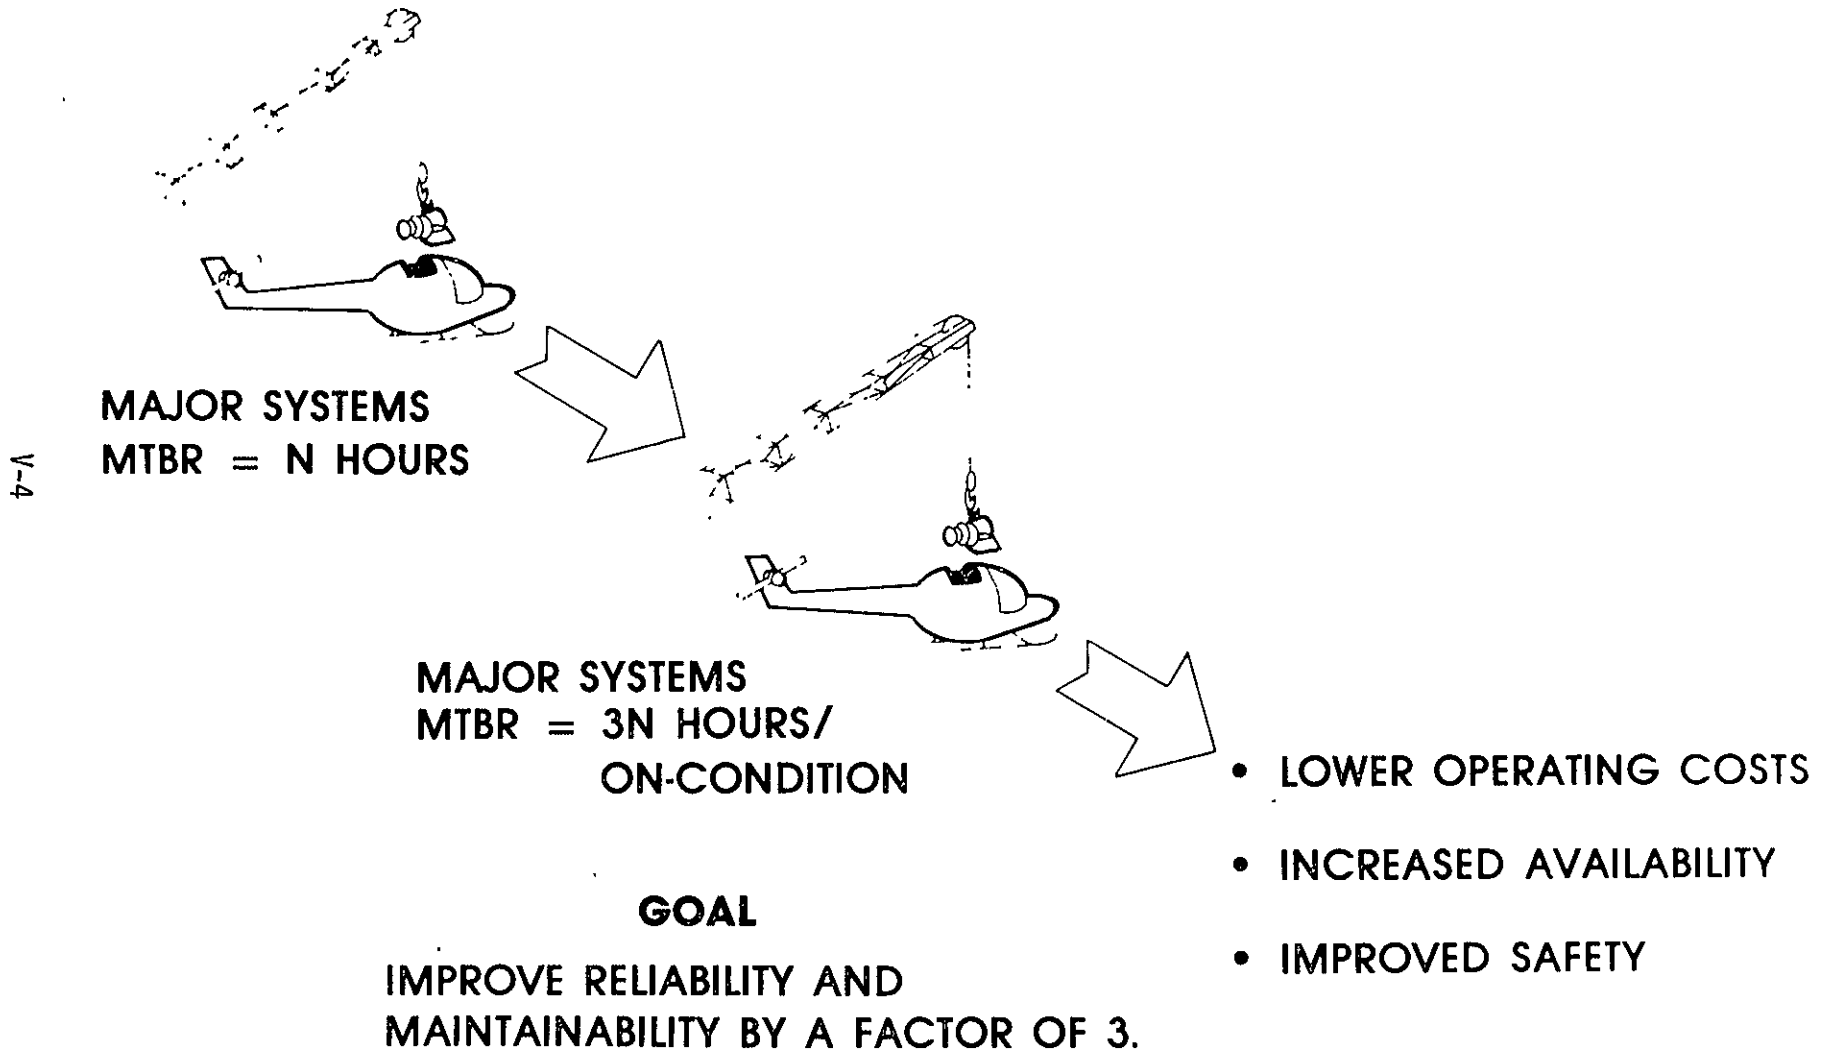 MAJOR SYSTEMS
MTBR = N HOURS
V-4
MAJOR SYSTEMS
MTBR = 3N HOURS/
ON-CONDITION
• LOWER OPERATING COSTS
• INCREASED AVAILABILITY
• IMPROVED SAFETY
GOAL
IMPROVE RELIABILITY AND
MAINTAINABILITY BY A FACTOR OF 3.